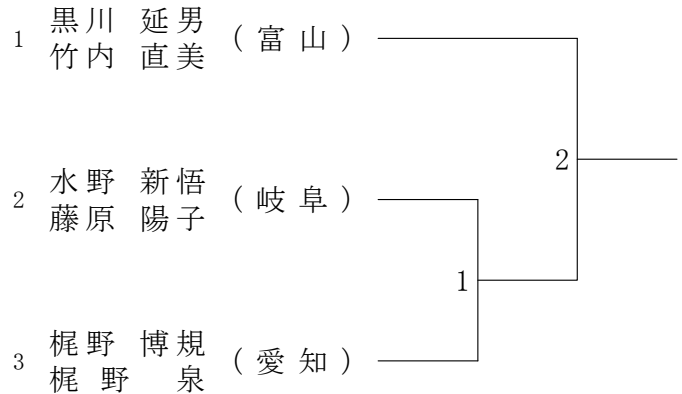 1 黒川 延男 (富山)
竹内 直美
2
2 水野 新悟 (岐阜)
藤原 陽子
1
3 梶野 博規 (愛知)
梶野 泉